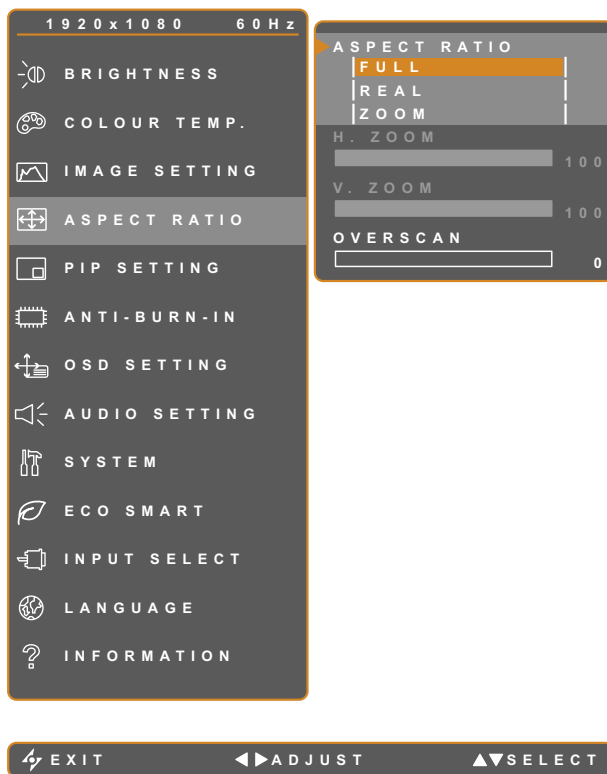 1920x1080 60Hz
BRIGHTNESS
COLOUR TEMP.
IMAGE SETTING
ASPECT RATIO
PIP SETTING
ANTI-BURN-IN
OSD SETTING
AUDIO SETTING
SYSTEM
ECO SMART
INPUT SELECT
LANGUAGE
INFORMATION
ASPECT RATIO
FULL
REAL
ZOOM
H. ZOOM
100
V. ZOOM
100
OVERSCAN
0
EXIT ADJUST SELECT